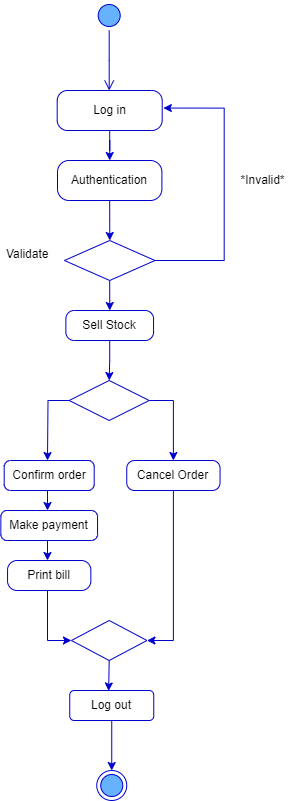 Log in
Authentication
*Invalid*
Validate
Sell Stock
Confirm order
Cancel Order
Make payment
Print bill
Log out